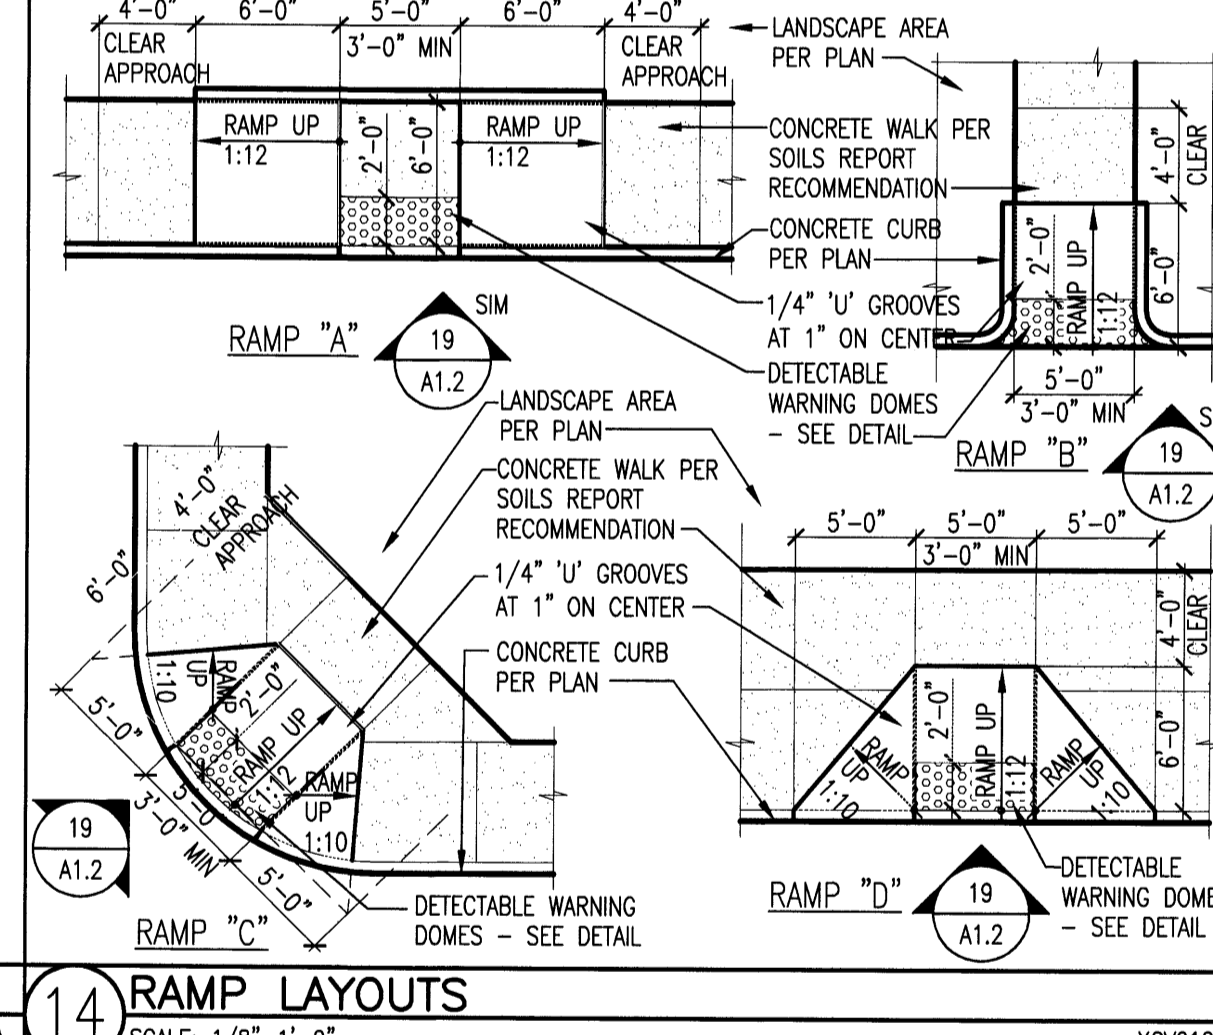 4'-0"
6'-0"
5'-0"
6'-0"
4'-0"
CLEAR
APPROACH
3'-0" MIN
CLEAR
APPROACH
RAMP UP
1:12
2'-0"
6'-0"
RAMP UP
1:12
LANDSCAPE AREA
PER PLAN
CONCRETE WALK PER
SOILS REPORT
RECOMMENDATION
CONCRETE CURB
PER PLAN
1/4" 'U' GROOVES
AT 1" ON CENTER
DETECTABLE
WARNING DOMES
- SEE DETAIL
4'-0"
CLEAR
2'-0"
RAMP UP
1:12
6'-0"
5'-0"
3'-0" MIN
RAMP "A"
SIM
19
A1.2
RAMP "B"
19
A1.2
LANDSCAPE AREA
PER PLAN
CONCRETE WALK PER
SOILS REPORT
RECOMMENDATION
1/4" 'U' GROOVES
AT 1" ON CENTER
CONCRETE CURB
PER PLAN
4'-0"
CLEAR
APPROACH
6'-0"
RAMP
UP
1:10
2'-0"
RAMP UP
1:12
RAMP
UP
1:10
5'-0"
5'-0"
3'-0" MIN
5'-0"
19
A1.2
RAMP "C"
DETECTABLE WARNING
DOMES - SEE DETAIL
5'-0"
5'-0"
5'-0"
3'-0" MIN
4'-0"
CLEAR
2'-0"
RAMP UP
1:12
RAMP
UP
1:10
RAMP
UP
1:10
6'-0"
RAMP "D"
19
A1.2
DETECTABLE
WARNING DOME
- SEE DETAIL
14
RAMP LAYOUTS